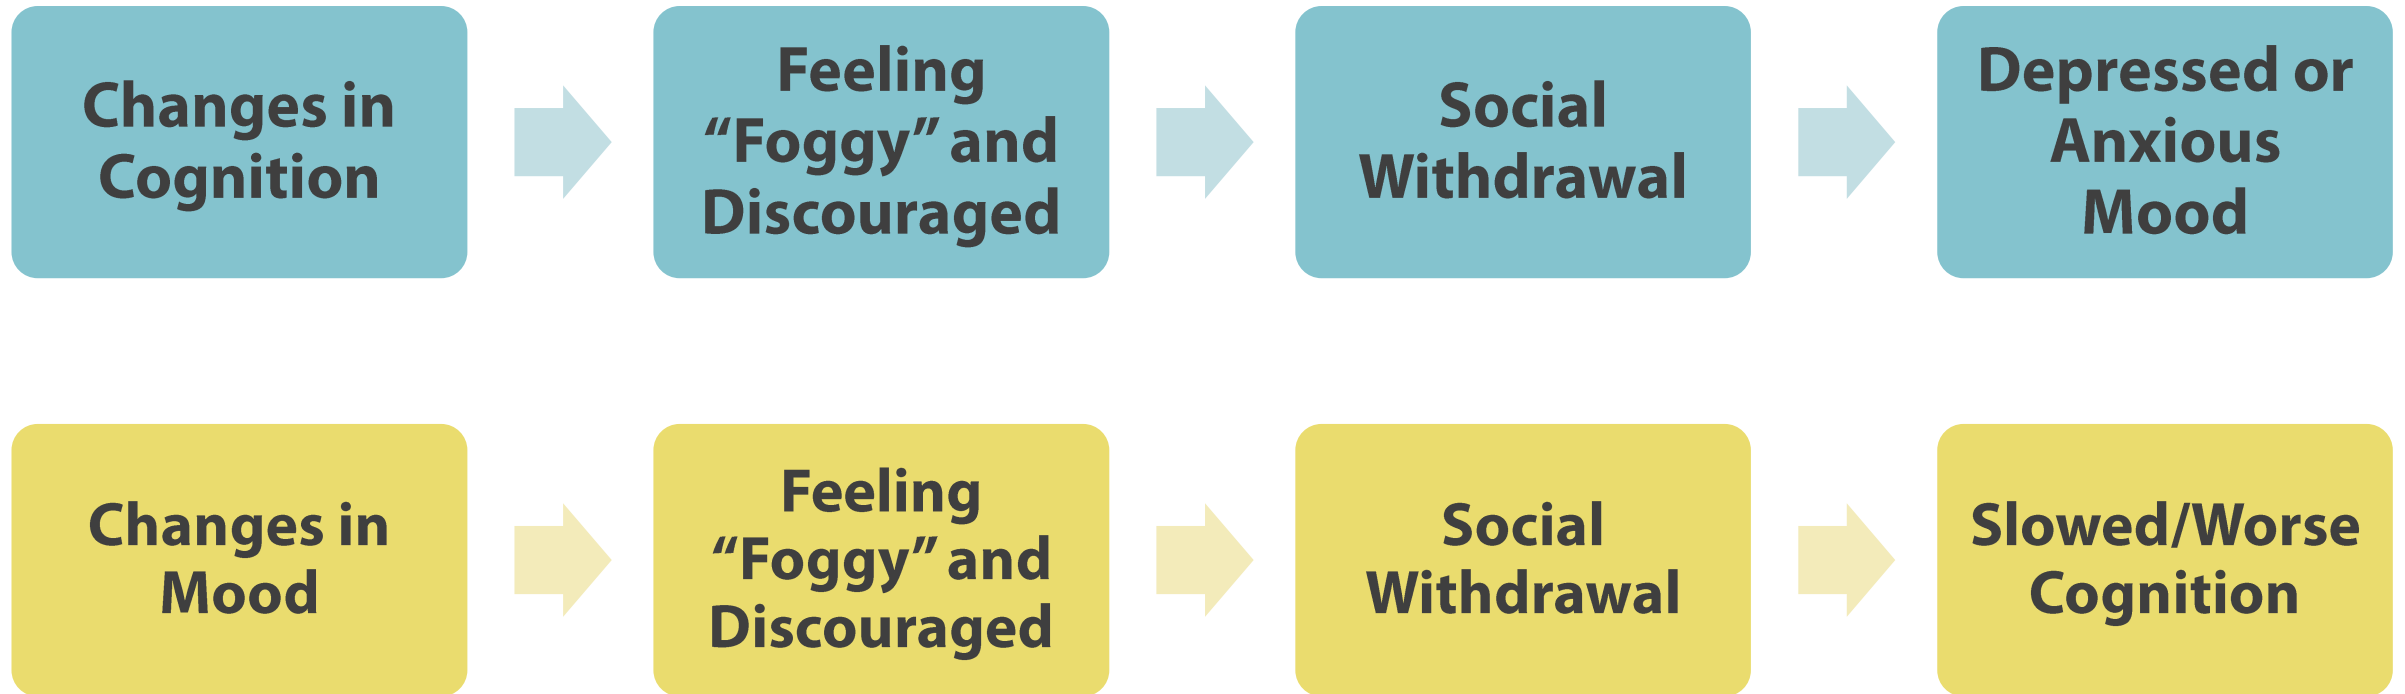 Changes in
Cognition
Feeling
“Foggy” and
Discouraged
Social
Withdrawal
Depressed or
Anxious
Mood
Changes in
Mood
Feeling
“Foggy” and
Discouraged
Social
Withdrawal
Slowed/Worse
Cognition